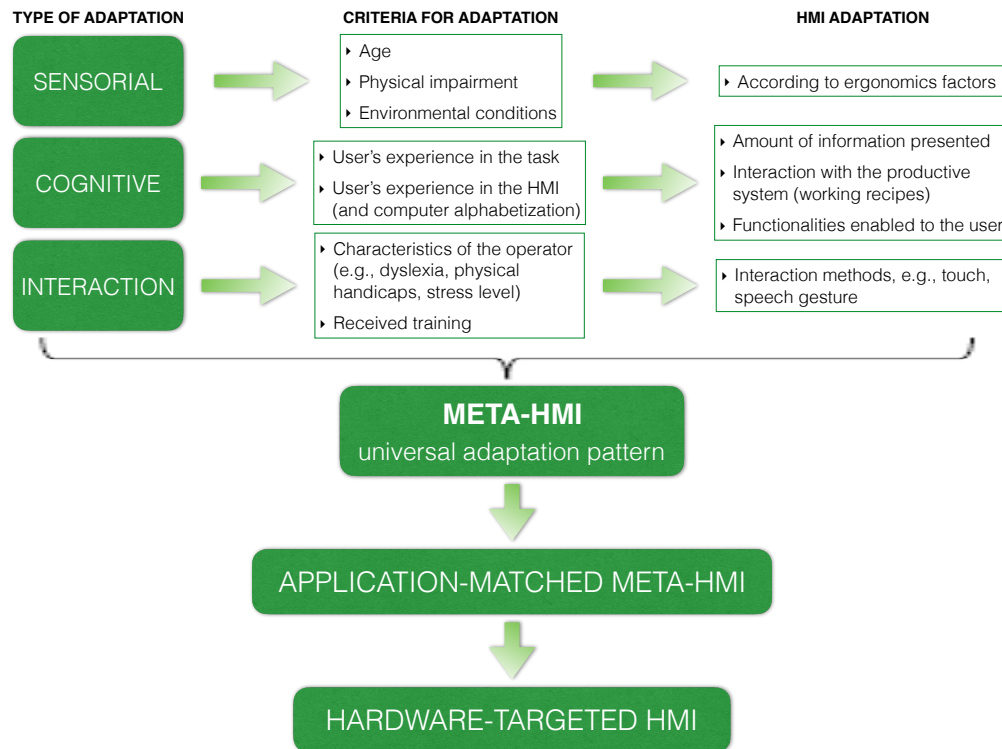 TYPE OF ADAPTATION
CRITERIA FOR ADAPTATION
HMI ADAPTATION
SENSORIAL
‣ Age
‣ Physical impairment
‣ Environmental conditions
‣ According to ergonomics factors
COGNITIVE
‣ User's experience in the task
‣ User's experience in the HMI
(and computer alphabetization)
‣ Amount of information presented
‣ Interaction with the productive
system (working recipes)
‣ Functionalities enabled to the user
INTERACTION
‣ Characteristics of the operator
(e.g., dyslexia, physical
handicaps, stress level)
‣ Received training
‣ Interaction methods, e.g., touch,
speech gesture
META-HMI
universal adaptation pattern
APPLICATION-MATCHED META-HMI
HARDWARE-TARGETED HMI